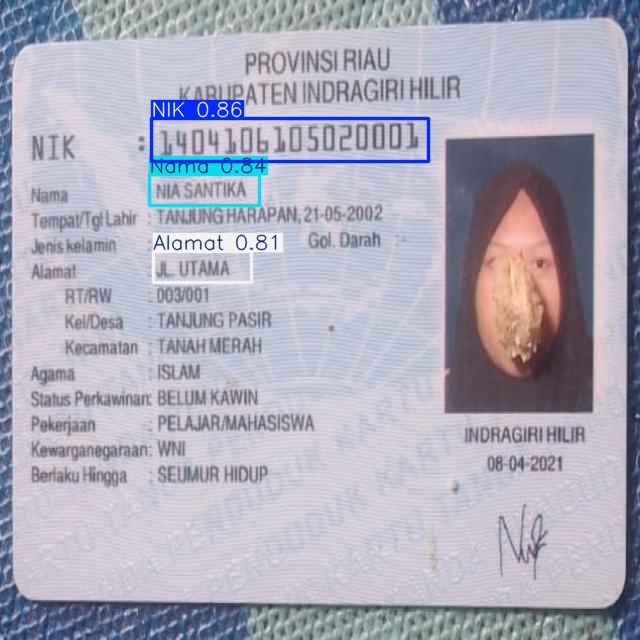 PROVINSI RIAU
KABUPATEN INDRAGIRI HILIR
NIK 0.86
NIK : 1404106105020001
Nama 0.84
Nama NIA SANTIKA
Tempat/Tgl Lahir : TANJUNG HARAPAN, 21-05-2002
Alamat 0.81
Jenis kelamin Gol. Darah : -
Alamat JL. UTAMA
RT/RW : 003/001
Kel/Desa : TANJUNG PASIR
Kecamatan : TANAH MERAH
Agama : ISLAM
Status Perkawinan: BELUM KAWIN
Pekerjaan : PELAJAR/MAHASISWA
Kewarganegaraan: WNI
Berlaku Hingga : SEUMUR HIDUP
INDRAGIRI HILIR
08-04-2021